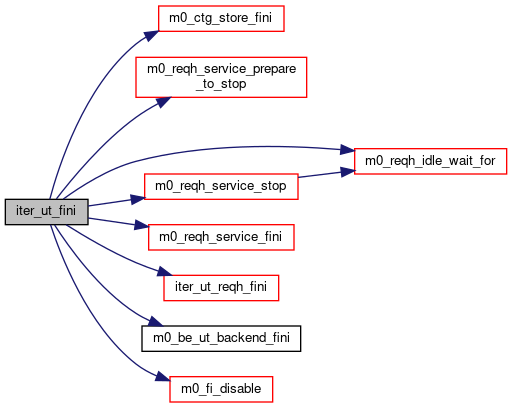 m0_ctg_store_fini
m0_reqh_service_prepare
_to_stop
m0_reqh_idle_wait_for
m0_reqh_service_stop
iter_ut_fini
m0_reqh_service_fini
iter_ut_reqh_fini
m0_be_ut_backend_fini
m0_fi_disable